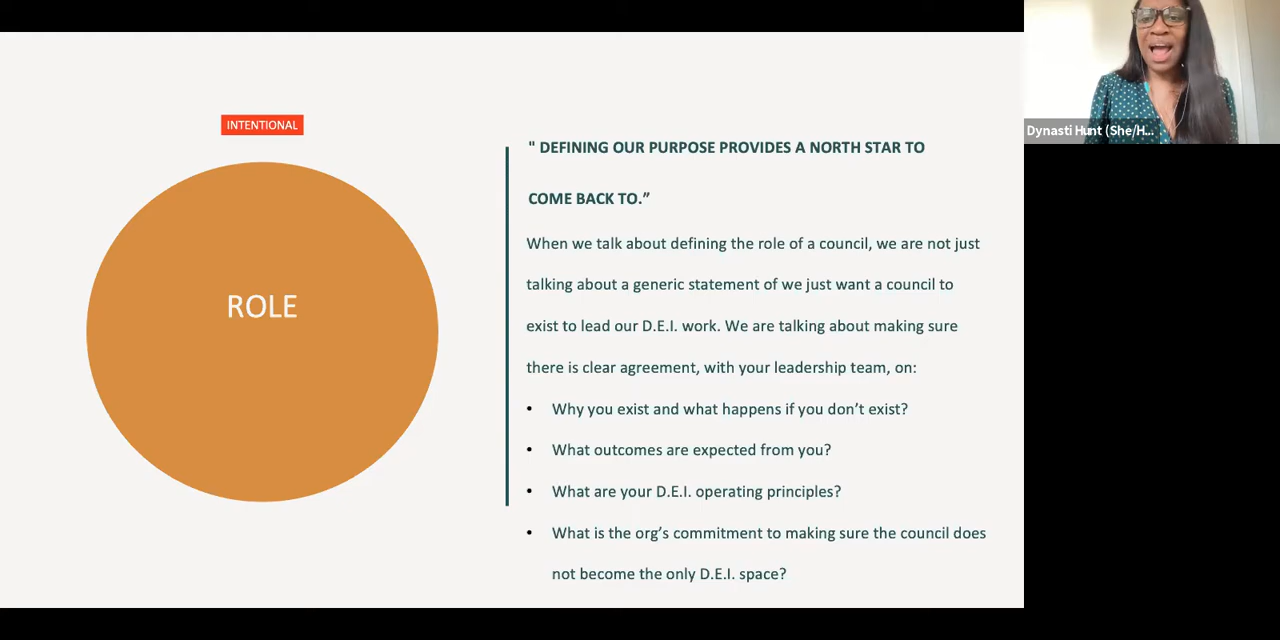 INTENTIONAL
ROLE
" DEFINING OUR PURPOSE PROVIDES A NORTH STAR TO
COME BACK TO.”
When we talk about defining the role of a council, we are not just
talking about a generic statement of we just want a council to
exist to lead our D.E.I. work. We are talking about making sure
there is clear agreement, with your leadership team, on:
• Why you exist and what happens if you don’t exist?
• What outcomes are expected from you?
• What are your D.E.I. operating principles?
• What is the org’s commitment to making sure the council does
not become the only D.E.I. space?
Dynasti Hunt (She/H...